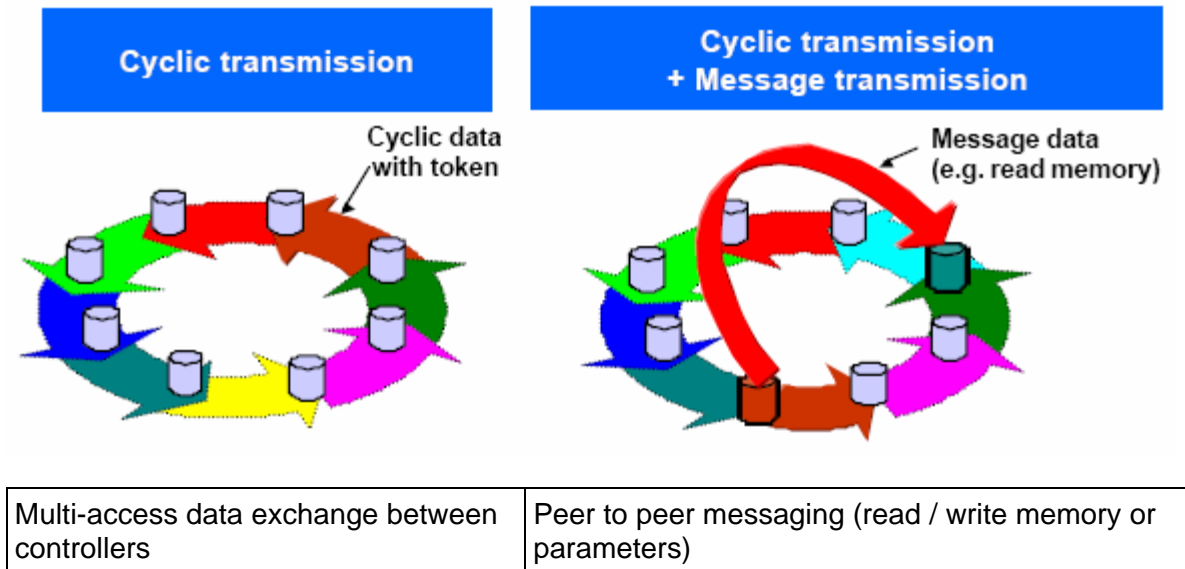 Cyclic transmission
Cyclic transmission
+ Message transmission
Cyclic data
with token
Message data
(e.g. read memory)
Multi-access data exchange between
controllers
Peer to peer messaging (read / write memory or
parameters)